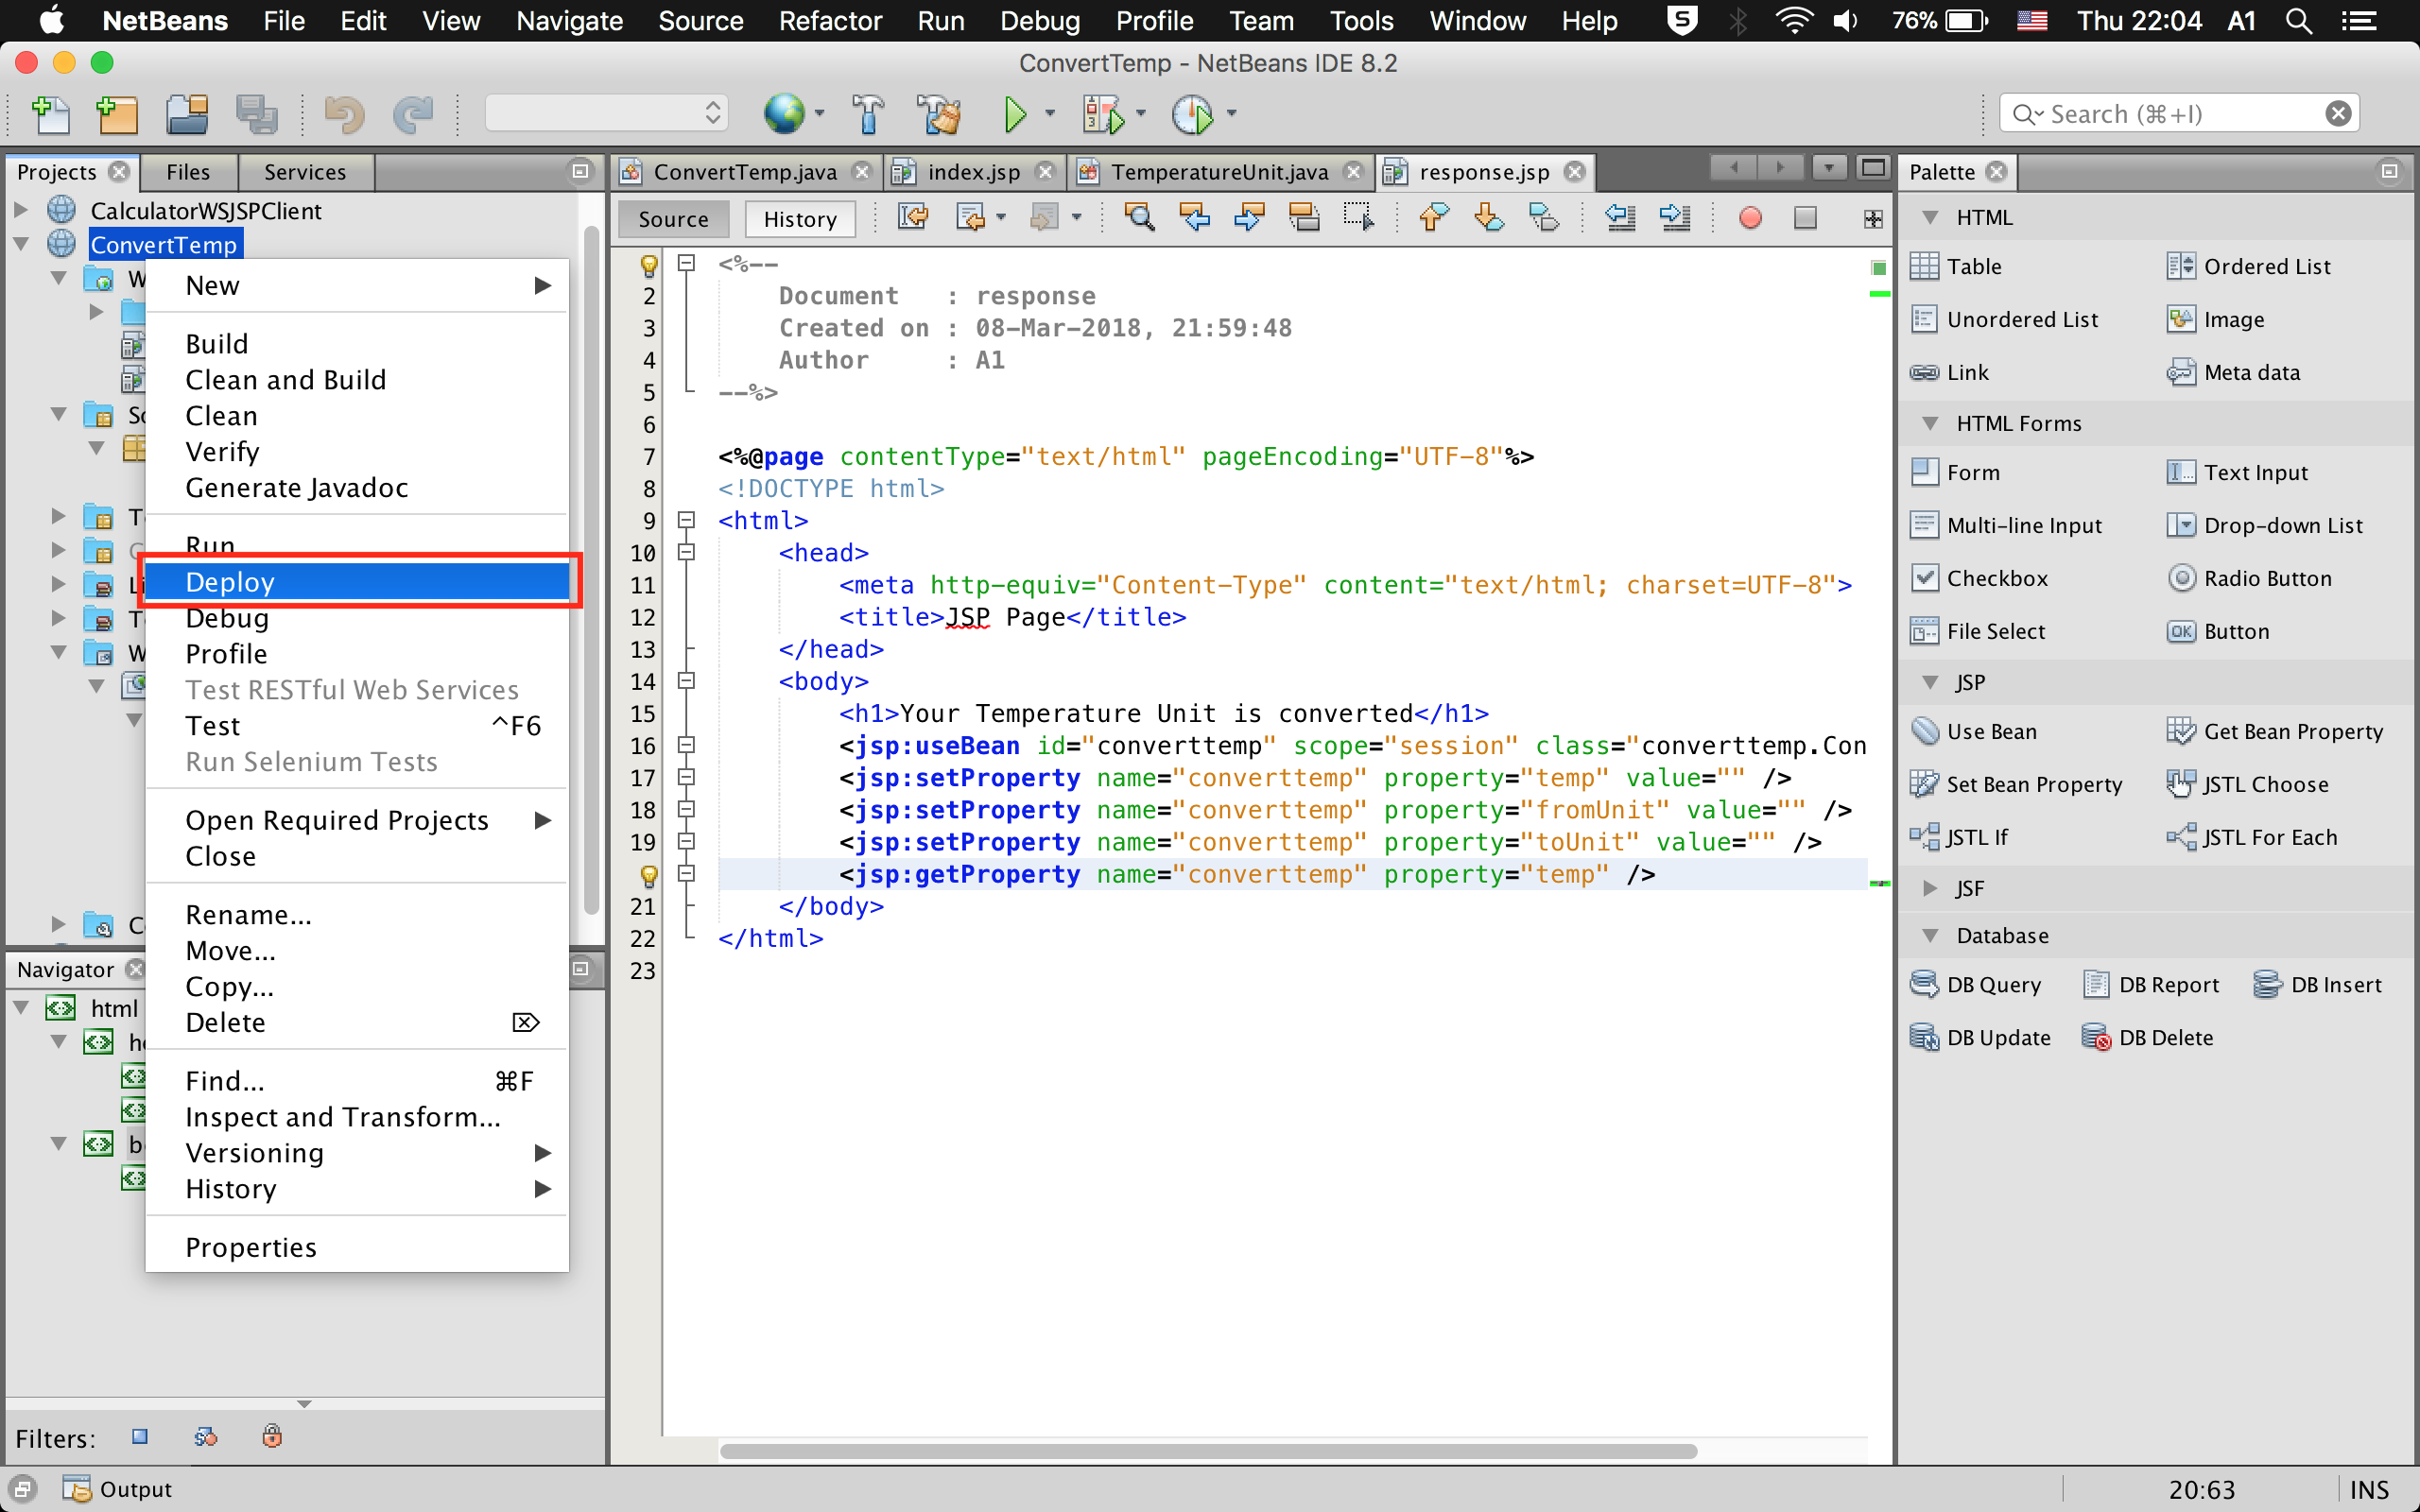 NetBeans File Edit View Navigate Source Refactor Run Debug Profile Team Tools Window Help 76% Thu 22:04 A1
ConvertTemp - NetBeans IDE 8.2
Search (⌘+I)
Projects Files Services
CalculatorWSJSPClient
ConvertTemp
New
Build
Clean and Build
Clean
Verify
Generate Javadoc
Run
Deploy
Debug
Profile
Test RESTful Web Services
Test ^F6
Run Selenium Tests
Open Required Projects
Close
Rename...
Move...
Copy...
Delete ⌦
Find... ⌘F
Inspect and Transform...
Versioning
History
Properties
Navigator
html
Filters:
Output
ConvertTemp.java index.jsp TemperatureUnit.java response.jsp
Source History
<%--
2 Document : response
3 Created on : 08-Mar-2018, 21:59:48
4 Author : A1
5 --%>
6
7 <%@page contentType="text/html" pageEncoding="UTF-8"%>
8 <!DOCTYPE html>
9 <html>
10 <head>
11 <meta http-equiv="Content-Type" content="text/html; charset=UTF-8">
12 <title>JSP Page</title>
13 </head>
14 <body>
15 <h1>Your Temperature Unit is converted</h1>
16 <jsp:useBean id="converttemp" scope="session" class="converttemp.Con
17 <jsp:setProperty name="converttemp" property="temp" value="" />
18 <jsp:setProperty name="converttemp" property="fromUnit" value="" />
19 <jsp:setProperty name="converttemp" property="toUnit" value="" />
<jsp:getProperty name="converttemp" property="temp" />
21 </body>
22 </html>
23
Palette
HTML
Table Ordered List
Unordered List Image
Link Meta data
HTML Forms
Form Text Input
Multi-line Input Drop-down List
Checkbox Radio Button
File Select Button
JSP
Use Bean Get Bean Property
Set Bean Property JSTL Choose
JSTL If JSTL For Each
JSF
Database
DB Query DB Report DB Insert
DB Update DB Delete
20:63 INS